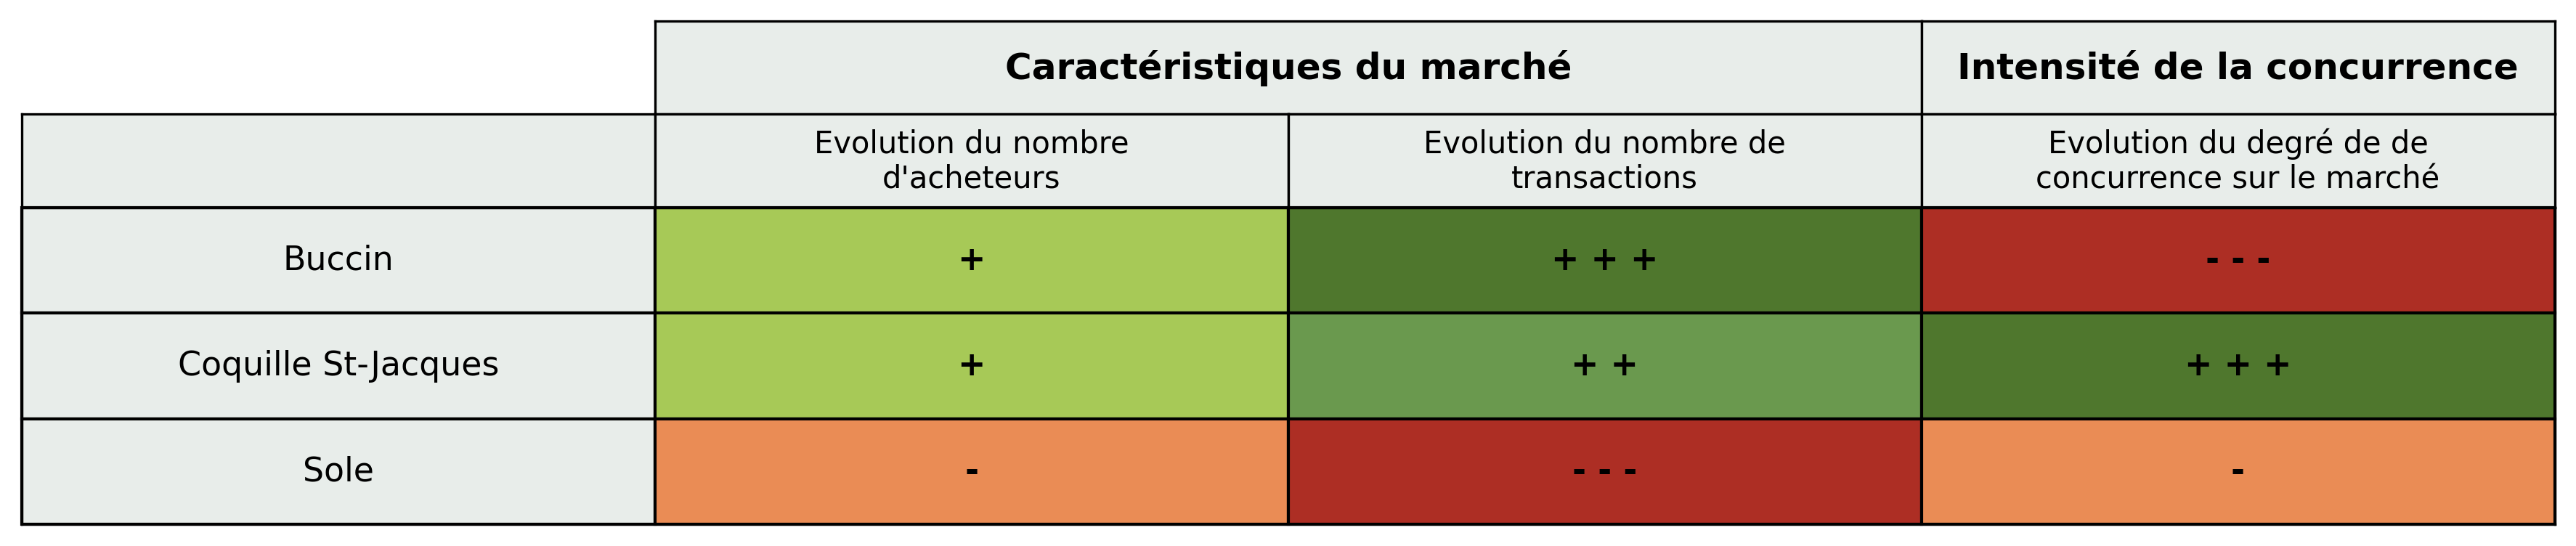 Caractéristiques du marché
Intensité de la concurrence
Evolution du nombre
d'acheteurs
Evolution du nombre de
transactions
Evolution du degré de de
concurrence sur le marché
Buccin
+
+ + +
- - -
Coquille St-Jacques
+
+ +
+ + +
Sole
-
- - -
-